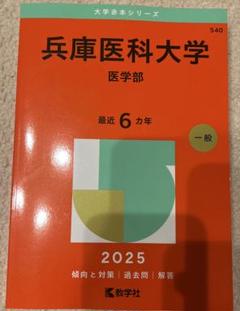 大学赤本シリーズ
540
兵庫医科大学
医学部
最近 6 カ年
一般
2025
傾向と対策｜過去問｜解答
教学社